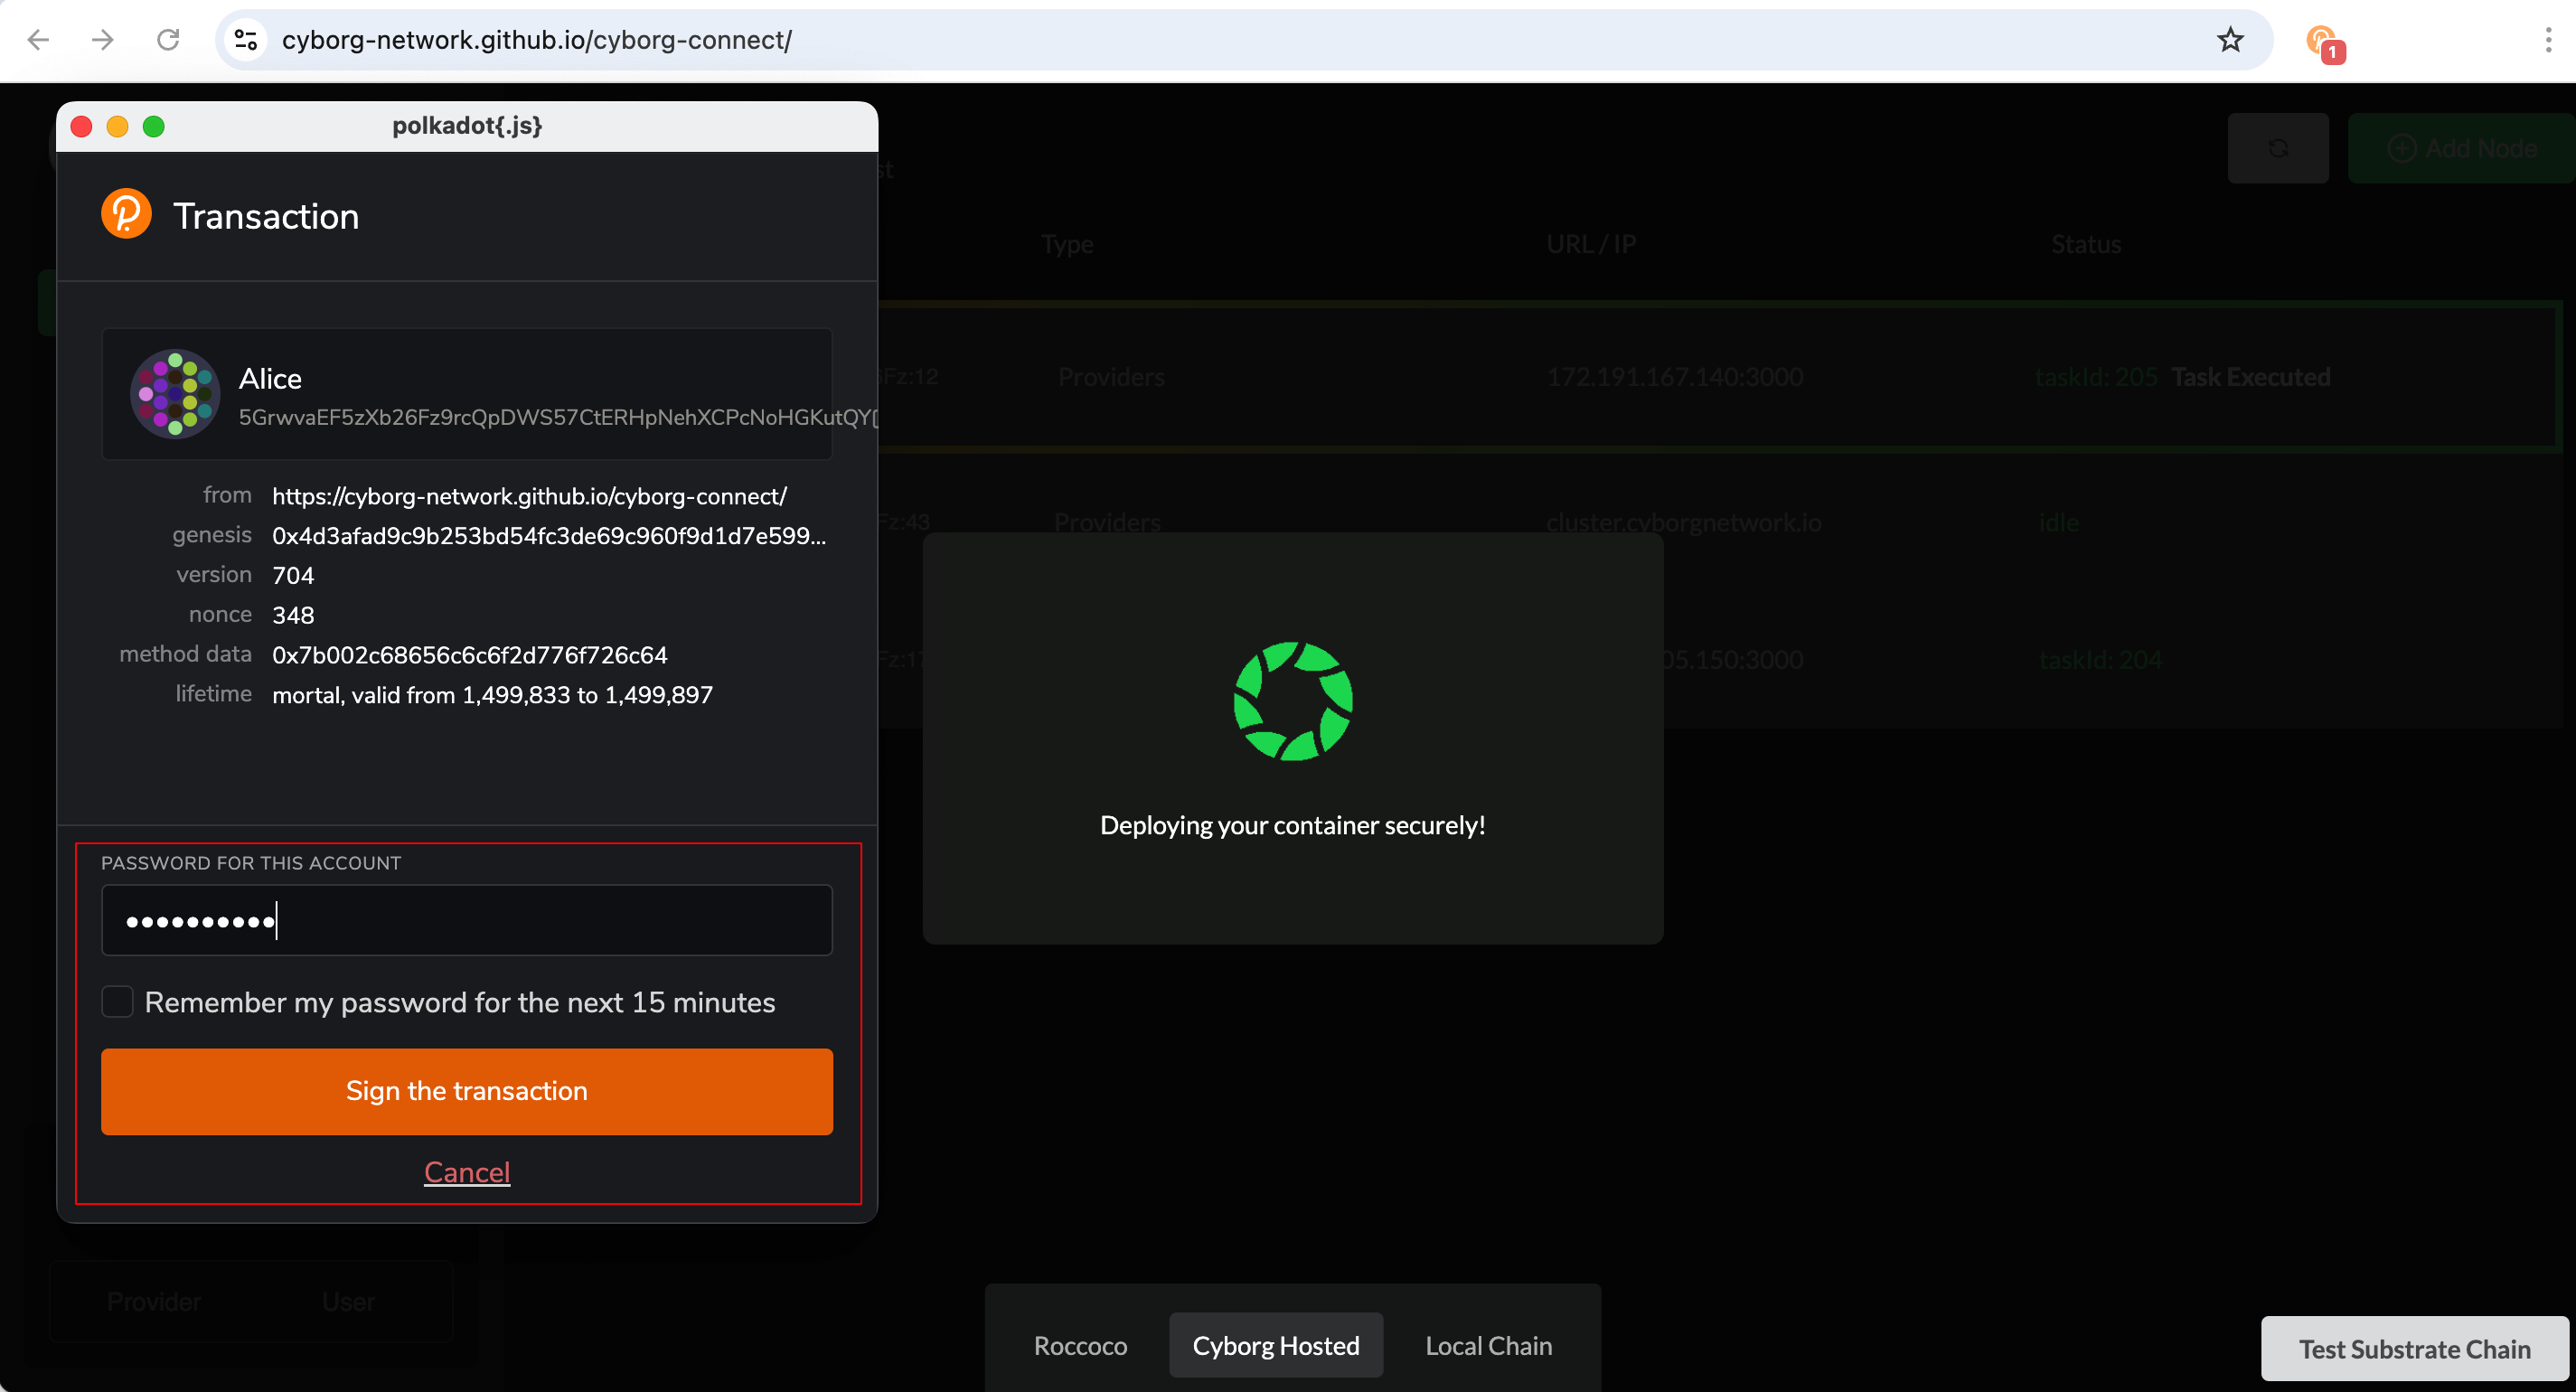 cyborg-network.github.io/cyborg-connect/
1
polkadot{.js}
Transaction
Alice
5GrwvaEF5zXb26Fz9rcQpDWS57CtERHpNehXCPcNoHGKutQY
from https://cyborg-network.github.io/cyborg-connect/
genesis 0x4d3afad9c9b253bd54fc3de69c960f9d1d7e599...
version 704
nonce 348
method data 0x7b002c68656c6c6f2d776f726c64
lifetime mortal, valid from 1,499,833 to 1,499,897
PASSWORD FOR THIS ACCOUNT
••••••••••
Remember my password for the next 15 minutes
Sign the transaction
Cancel
Add Node
Type URL / IP Status
Fz:12 Providers 172.191.167.140:3000 taskId: 205 Task Executed
Fz:43 Providers cluster.cyborgnetwork.io idle
05.150:3000 taskId: 204
Deploying your container securely!
Provider User
Roccoco Cyborg Hosted Local Chain
Test Substrate Chain